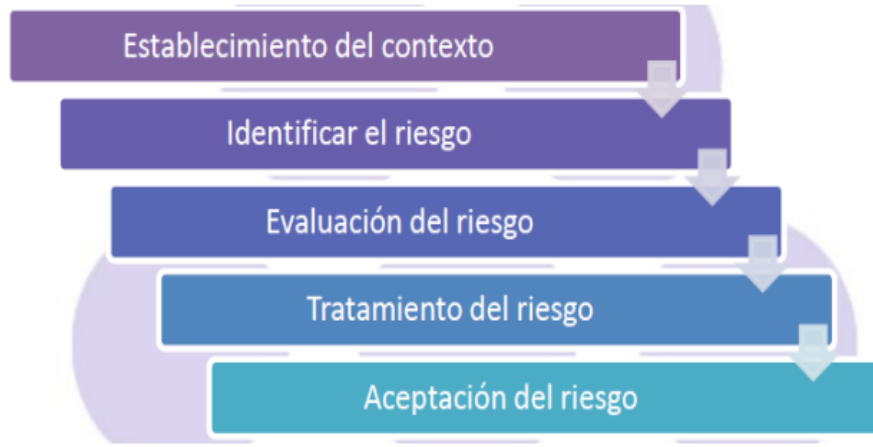 Establecimiento del contexto
Identificar el riesgo
Evaluación del riesgo
Tratamiento del riesgo
Aceptación del riesgo